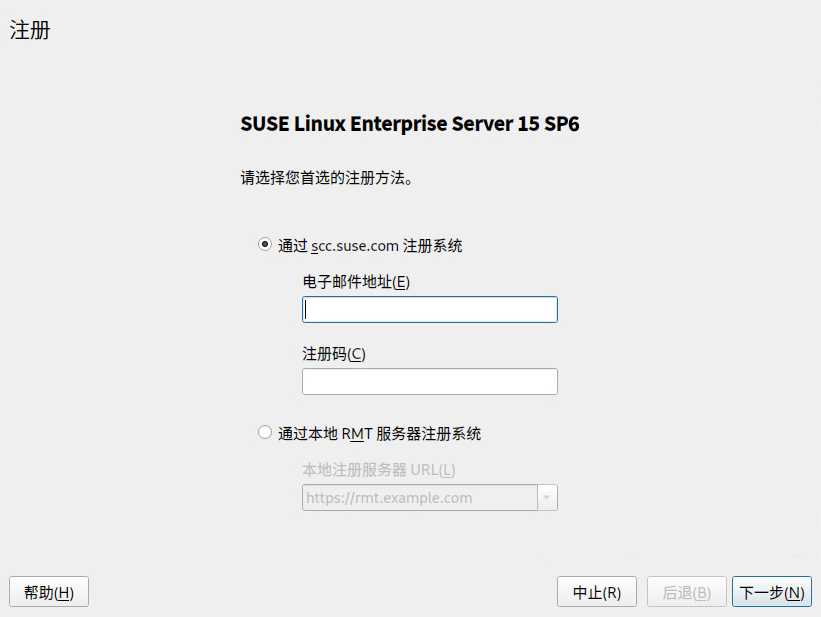 注册
SUSE Linux Enterprise Server 15 SP6
请选择您首选的注册方法。
通过 scc.suse.com 注册系统
电子邮件地址(E)
注册码(C)
通过本地 RMT 服务器注册系统
本地注册服务器 URL(L)
https://rmt.example.com
帮助(H)
中止(R)
后退(B)
下一步(N)